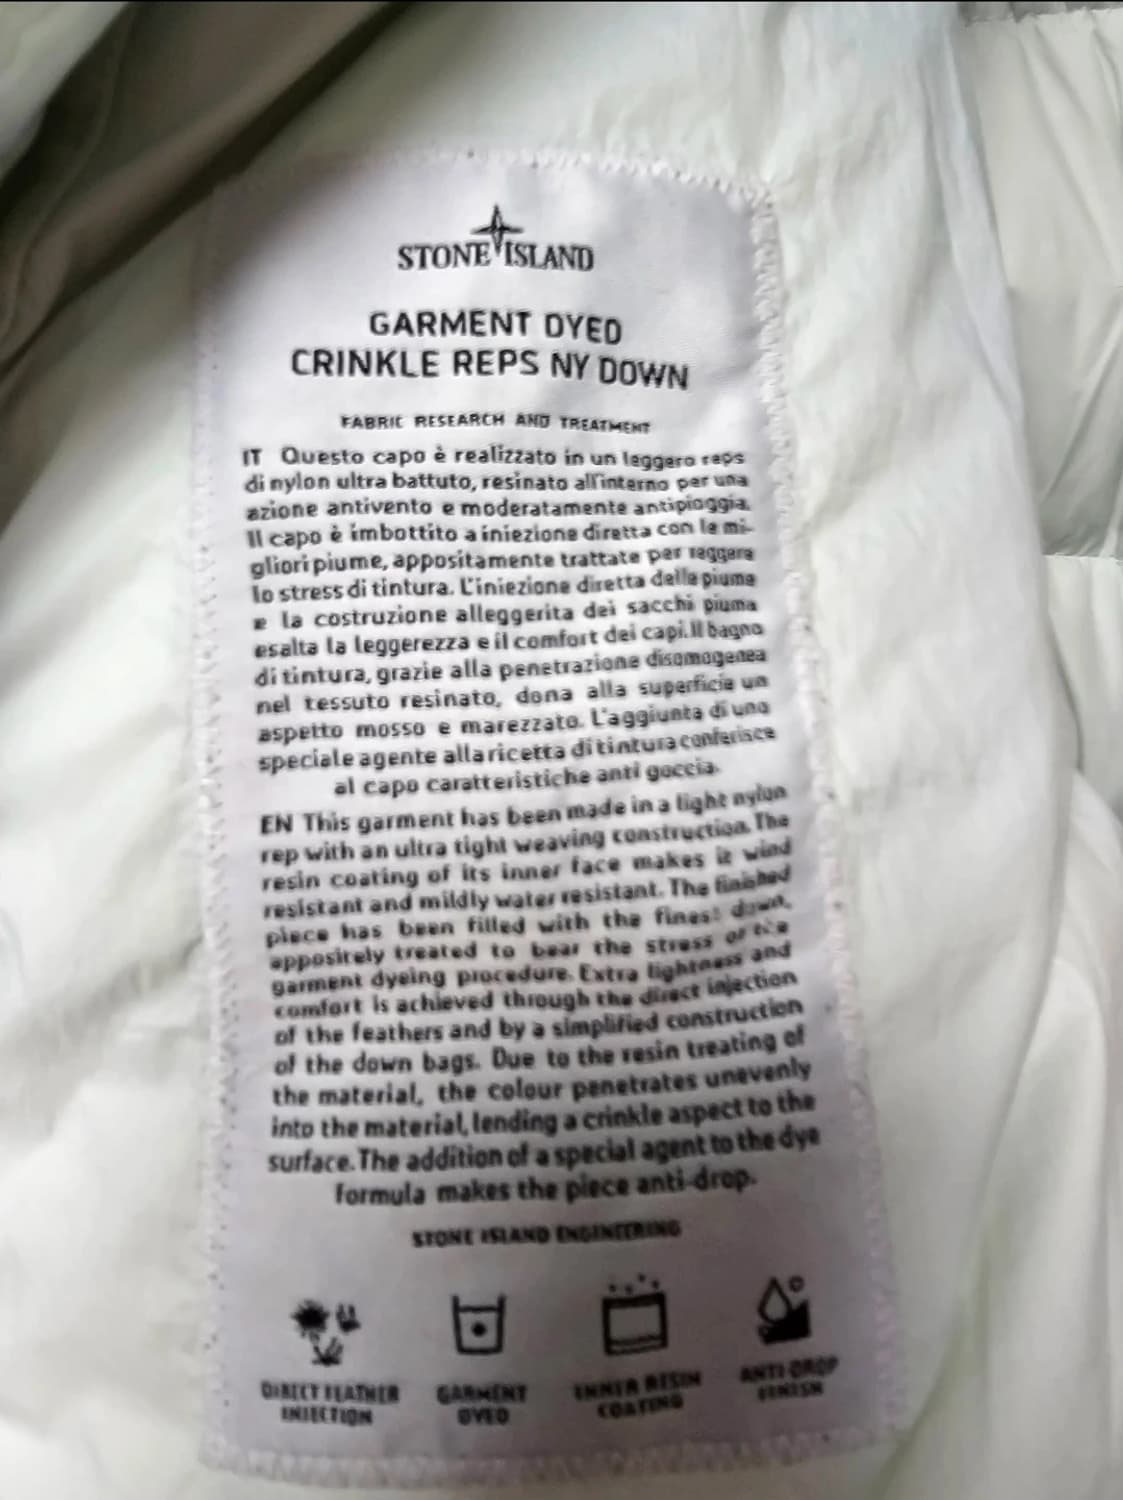 STONE ISLAND
GARMENT DYED
CRINKLE REPS NY DOWN
FABRIC RESEARCH AND TREATMENT
IT Questo capo è realizzato in un leggero reps
di nylon ultra battuto, resinato all'interno per una
azione antivento e moderatamente antipioggia.
Il capo è imbottito a iniezione diretta con le mi-
gliori piume, appositamente trattate per reggere
lo stress di tintura. L'iniezione diretta delle piume
e la costruzione alleggerita dei sacchi piuma
esalta la leggerezza e il comfort dei capi. Il bagno
di tintura, grazie alla penetrazione disomogenea
nel tessuto resinato, dona alla superficie un
aspetto mosso e marezzato. L'aggiunta di uno
speciale agente alla ricetta di tintura conferisce
al capo caratteristiche anti goccia.
EN This garment has been made in a light nylon
rep with an ultra tight weaving construction. The
resin coating of its inner face makes it wind
resistant and mildly water resistant. The finished
piece has been filled with the finest down,
appositely treated to bear the stress of the
garment dyeing procedure. Extra lightness and
comfort is achieved through the direct injection
of the feathers and by a simplified construction
of the down bags. Due to the resin treating of
the material, the colour penetrates unevenly
into the material, lending a crinkle aspect to the
surface. The addition of a special agent to the dye
formula makes the piece anti-drop.
STONE ISLAND ENGINEERING
DIRECT FEATHER
INJECTION
GARMENT
DYED
INNER RESIN
COATING
ANTI DROP
FINISH